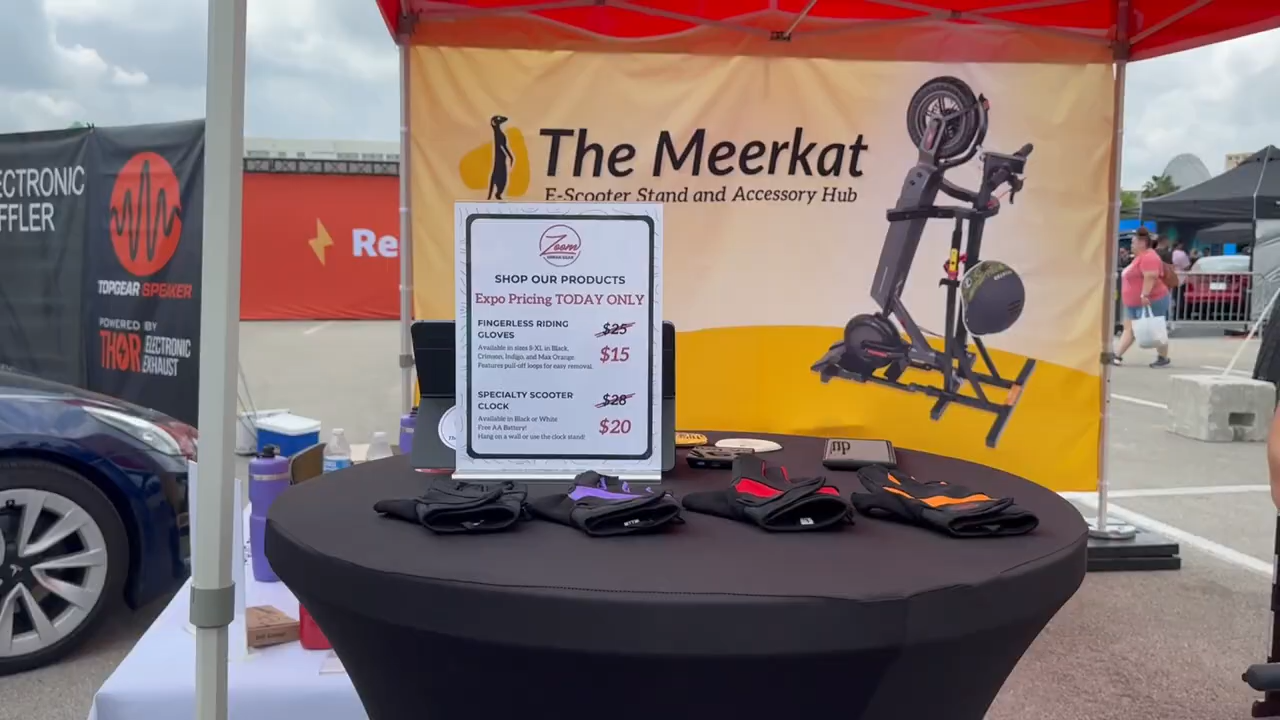 ECTRONIC
FFLER
TOPGEAR SPEAKER
POWERED BY
THOR ELECTRONIC
EXHAUST
Re
The Meerkat
E-Scooter Stand and Accessory Hub
Zoom
URBAN GEAR
SHOP OUR PRODUCTS
Expo Pricing TODAY ONLY
FINGERLESS RIDING
GLOVES
$25
Available in sizes S-XL in Black,
Crimson, Indigo, and Max Orange.
Features pull-off loops for easy removal.
$15
SPECIALTY SCOOTER
CLOCK
$28
Available in Black or White
Free AA Battery!
Hang on a wall or use the clock stand!
$20